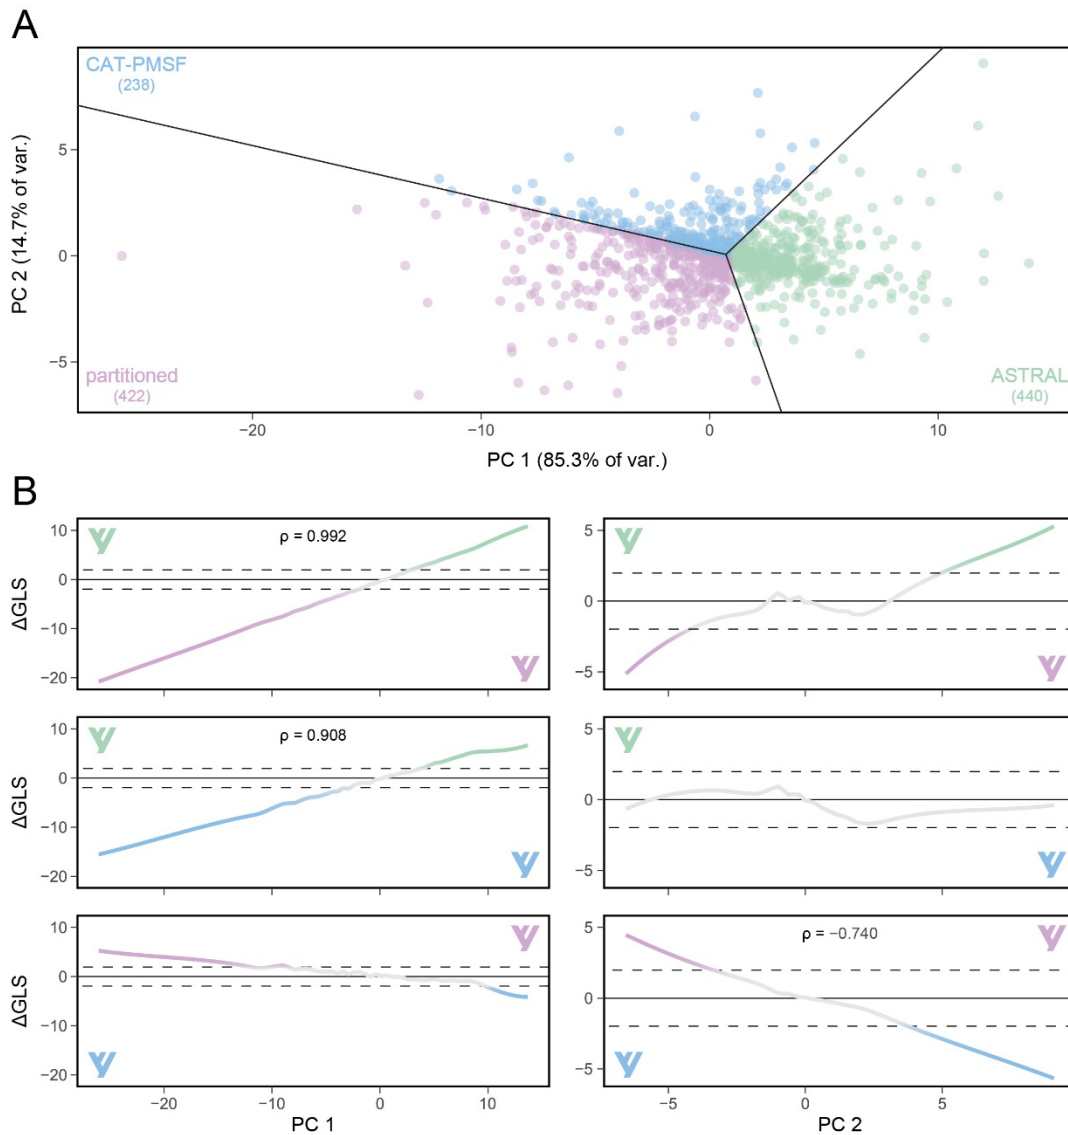 A
CAT-PMSF
(238)
PC 2 (14.7% of var.)
5
0
−5
partitioned
(422)
ASTRAL
(440)
−20
−10
0
10
PC 1 (85.3% of var.)
B
ΔGLS
10
0
−10
−20
ρ = 0.992
5
0
−5
ΔGLS
10
0
−10
−20
ρ = 0.908
5
0
−5
ΔGLS
10
0
−10
−20
5
0
−5
ρ = −0.740
−20
−10
0
10
PC 1
−5
0
5
PC 2